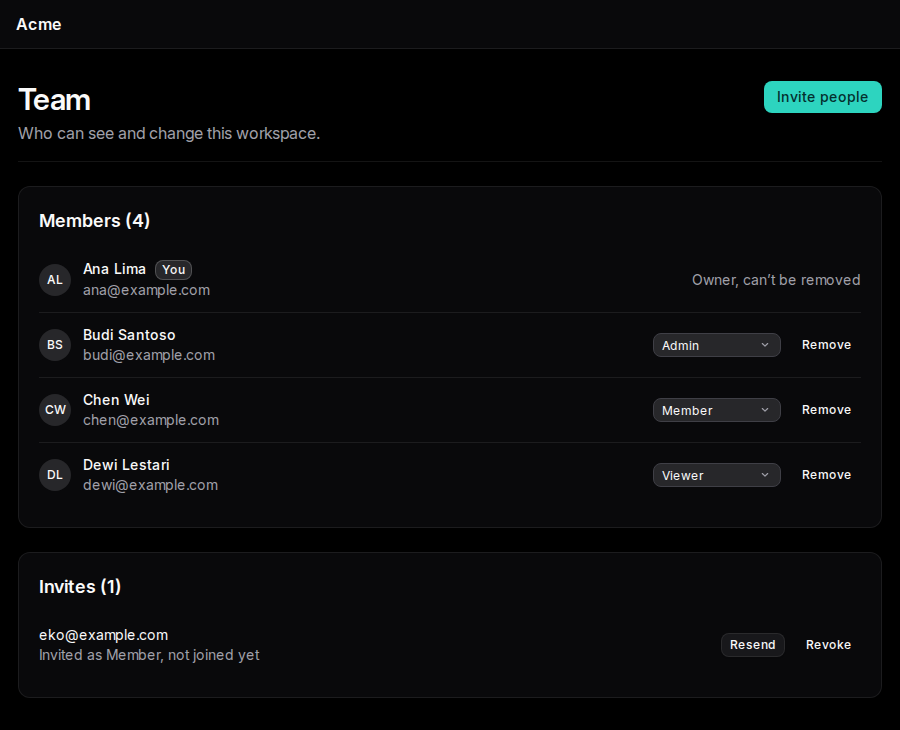 Acme
Team
Invite people
Who can see and change this workspace.
Members (4)
AL
Ana Lima
You
ana@example.com
Owner, can’t be removed
BS
Budi Santoso
budi@example.com
Admin
Remove
CW
Chen Wei
chen@example.com
Member
Remove
DL
Dewi Lestari
dewi@example.com
Viewer
Remove
Invites (1)
eko@example.com
Invited as Member, not joined yet
Resend
Revoke